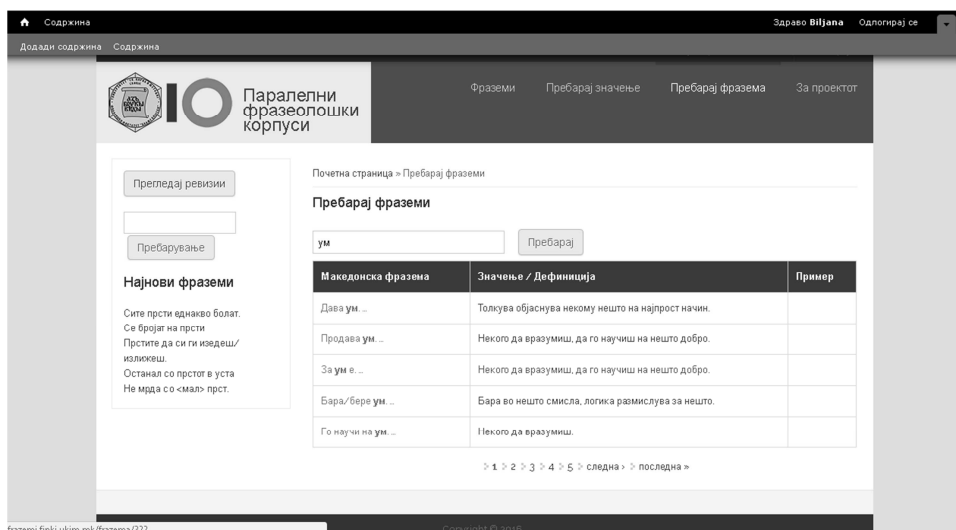 Содржина
Здраво Biljana Одлогирај се
Додади содржина Содржина
Паралелни
фразеолошки
корпуси
Фраземи Пребарај значење Пребарај фразема За проектот
Прегледај ревизии
Пребарување
Најнови фраземи
Сите прсти еднакво болат.
Се бројат на прсти
Прстите да си ги изедеш/
излижеш.
Останал со прстот в уста
Не мрда со <мал> прст.
Почетна страница » Пребарај фраземи
Пребарај фраземи
ум
Пребарај
Македонска фразема Значење / Дефиниција Пример
Дава ум. ... Толкува објаснува некому нешто на најпрост начин.
Продава ум. ... Некого да вразумиш, да го научиш на нешто добро.
За ум е. ... Некого да вразумиш, да го научиш на нешто добро.
Бара/бере ум. ... Бара во нешто смисла, логика размислува за нешто.
Го научи на ум. ... Некого да вразумиш.
1 2 3 4 5 следна › последна »
Copyright © 2016